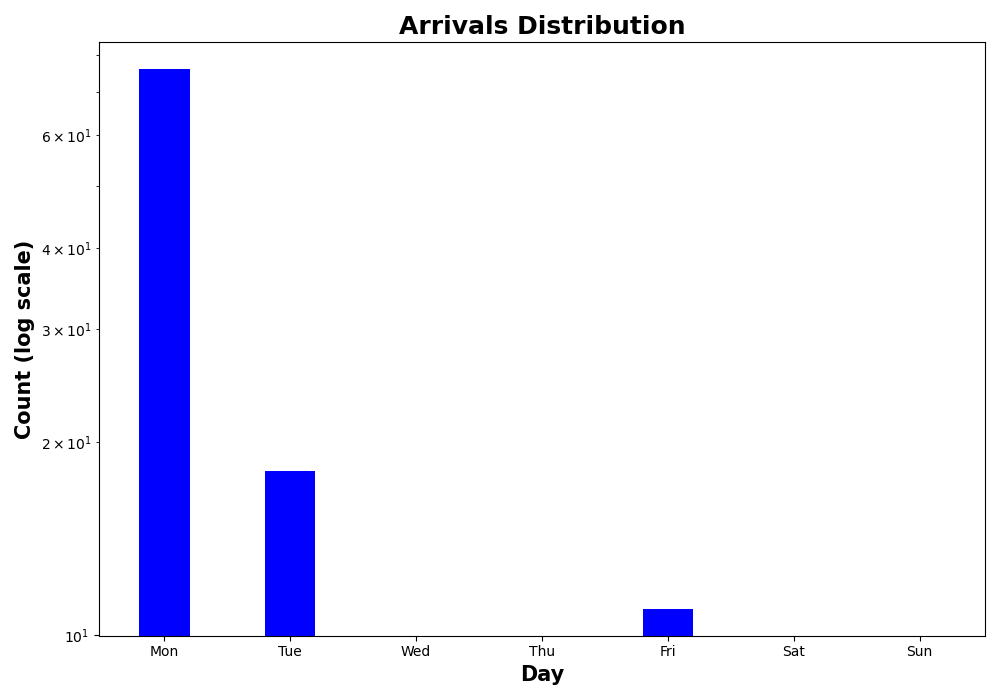 Arrivals Distribution
Count (log scale)
6 × 10¹
4 × 10¹
3 × 10¹
2 × 10¹
10¹
Mon Tue Wed Thu Fri Sat Sun
Day